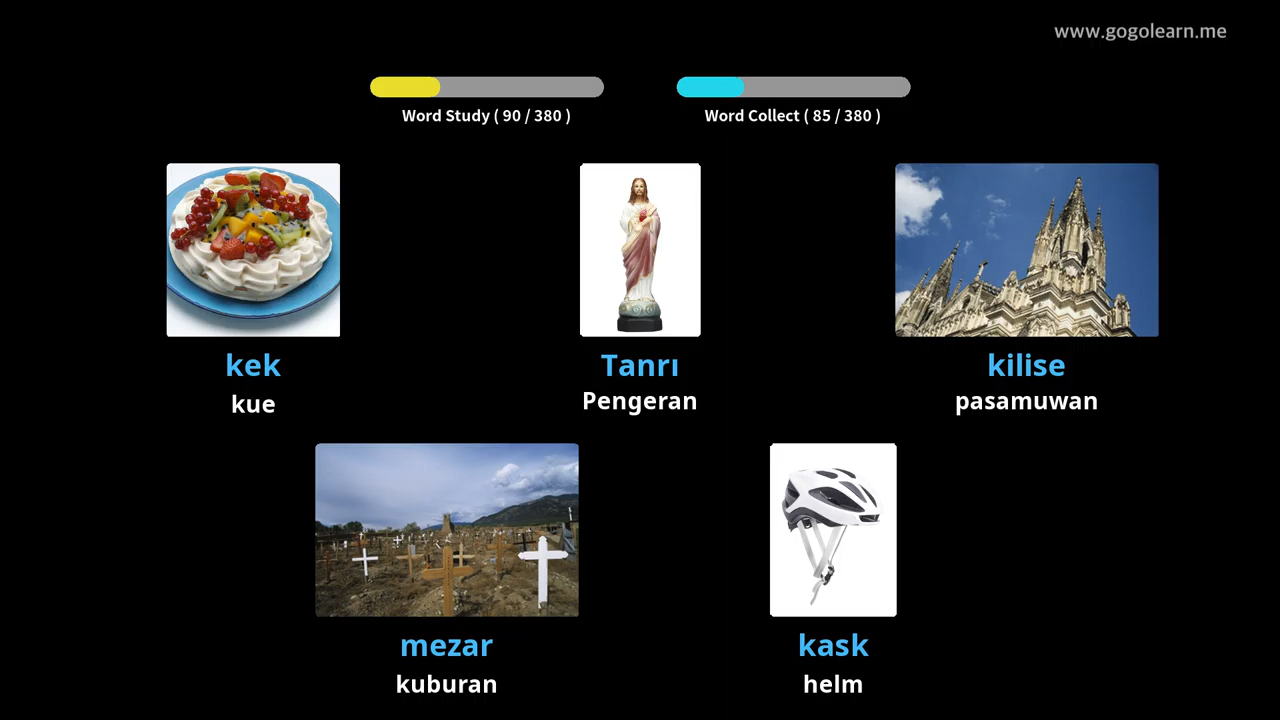 www.gogolearn.me
Word Study ( 90 / 380 )
Word Collect ( 85 / 380 )
kek
kue
Tanrı
Pengeran
kilise
pasamuwan
mezar
kuburan
kask
helm